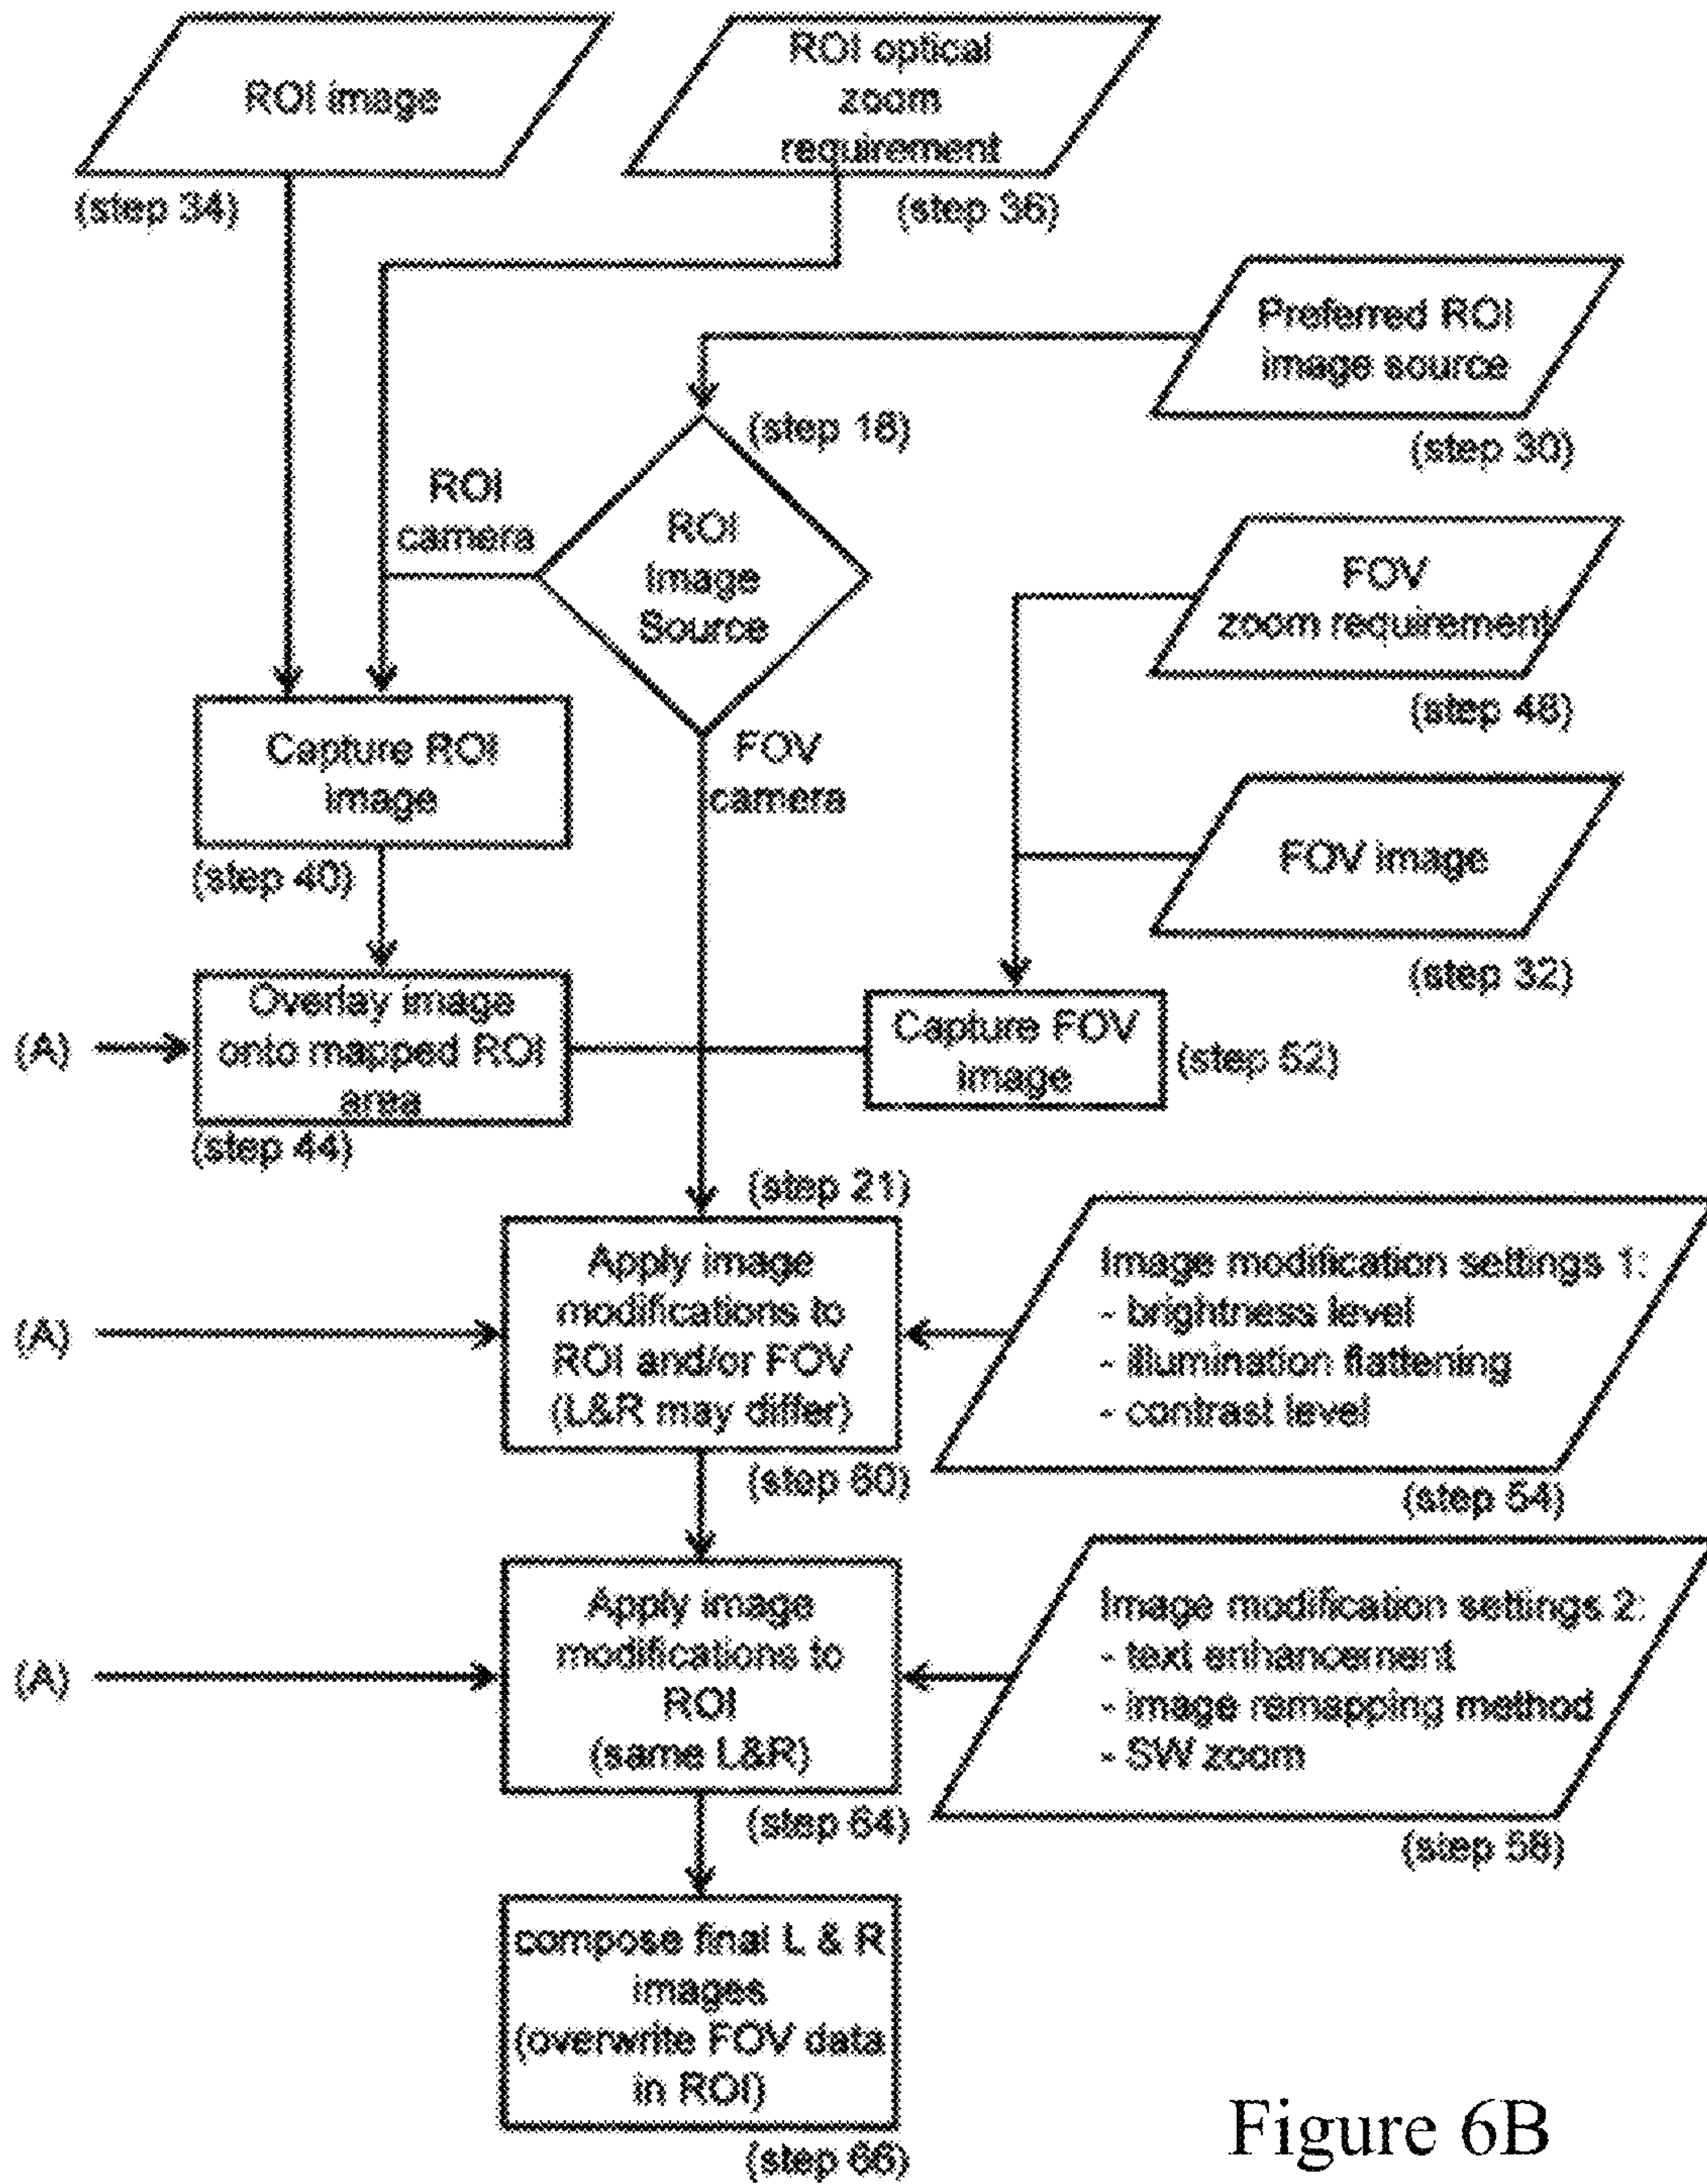 ROI image
(step 34)
ROI optical
zoom
requirement
(step 36)
Preferred ROI
image source
(step 30)
(step 18)
ROI
camera
ROI
Image
Source
FOV
zoom requirement
(step 48)
Capture ROI
image
(step 40)
FOV
camera
FOV image
(step 32)
(A)
Overlay image
onto mapped ROI
area
(step 44)
Capture FOV
image
(step 52)
(step 21)
(A)
Apply image
modifications to
ROI and/or FOV
(L&R may differ)
(step 60)
Image modification settings 1:
- brightness level
- illumination flattening
- contrast level
(step 54)
(A)
Apply image
modifications to
ROI
(same L&R)
(step 64)
Image modification settings 2:
- text enhancement
- image remapping method
- SW zoom
(step 58)
compose final L & R
images
(overwrite FOV data
in ROI)
(step 66)
Figure 6B